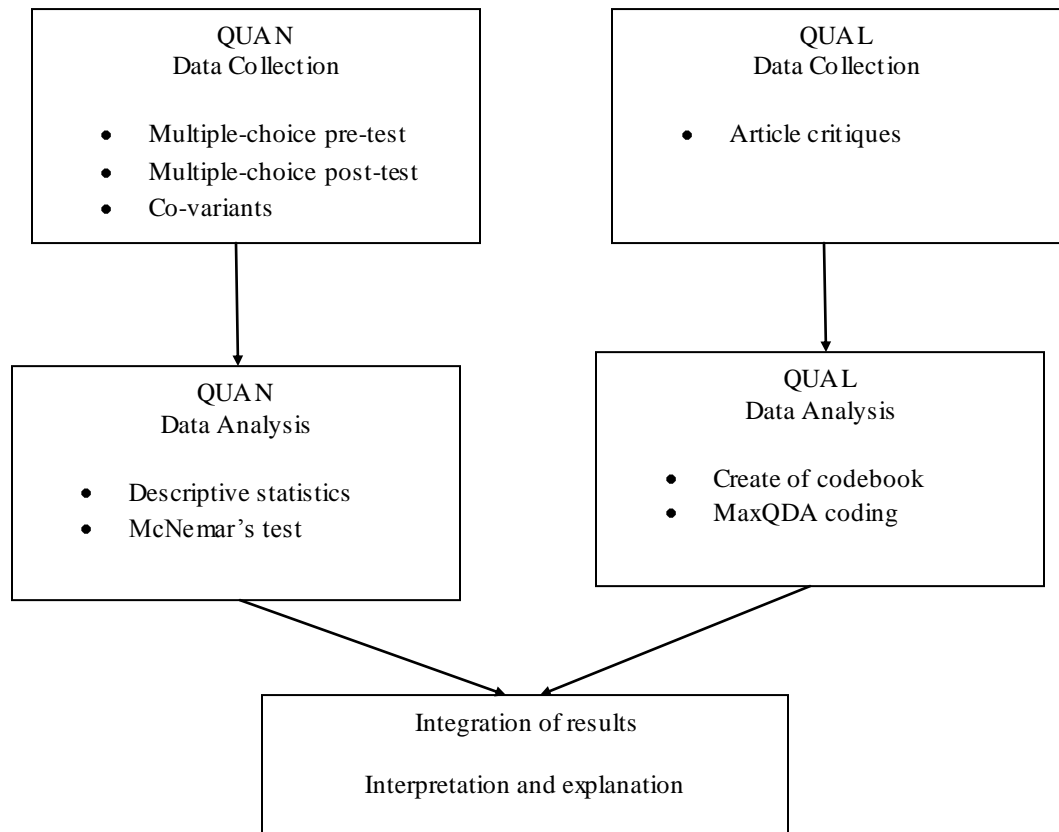 QUAN
Data Collection
• Multiple-choice pre-test
• Multiple-choice post-test
• Co-variants
QUAL
Data Collection
• Article critiques
QUAN
Data Analysis
• Descriptive statistics
• McNemar's test
QUAL
Data Analysis
• Create of codebook
• MaxQDA coding
Integration of results
Interpretation and explanation